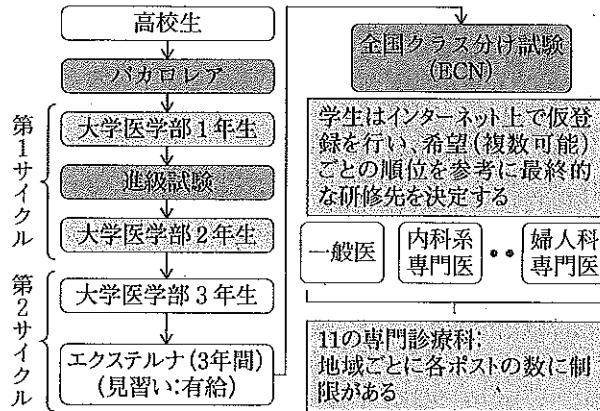 高校生
バカロレア
第1サイクル
大学医学部1年生
進級試験
大学医学部2年生
第2サイクル
大学医学部3年生
エクステルナ(3年間)
(見習い:有給)
全国クラス分け試験
(ECN)
学生はインターネット上で仮登
録を行い、希望(複数可能)
ごとの順位を参考に最終的
な研修先を決定する
一般医
内科系
専門医
••
婦人科
専門医
11の専門診療科:
地域ごとに各ポストの数に制
限がある